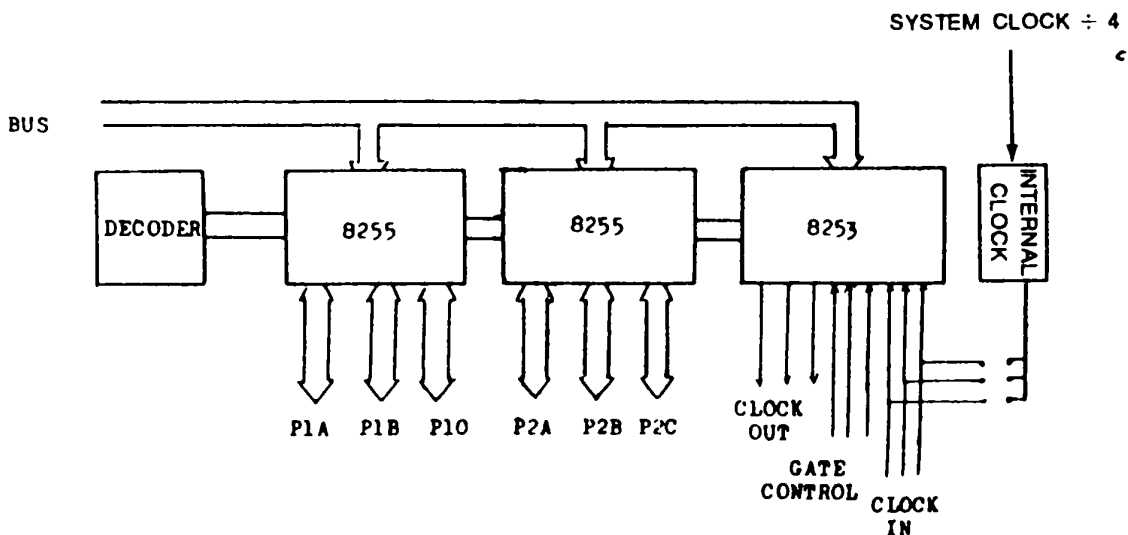 SYSTEM CLOCK ÷ 4
c
BUS
DECODER
8255
8255
8253
INTERNAL
CLOCK
P1A
P1B
P1O
P2A
P2B
P2C
CLOCK
OUT
GATE
CONTROL
CLOCK
IN